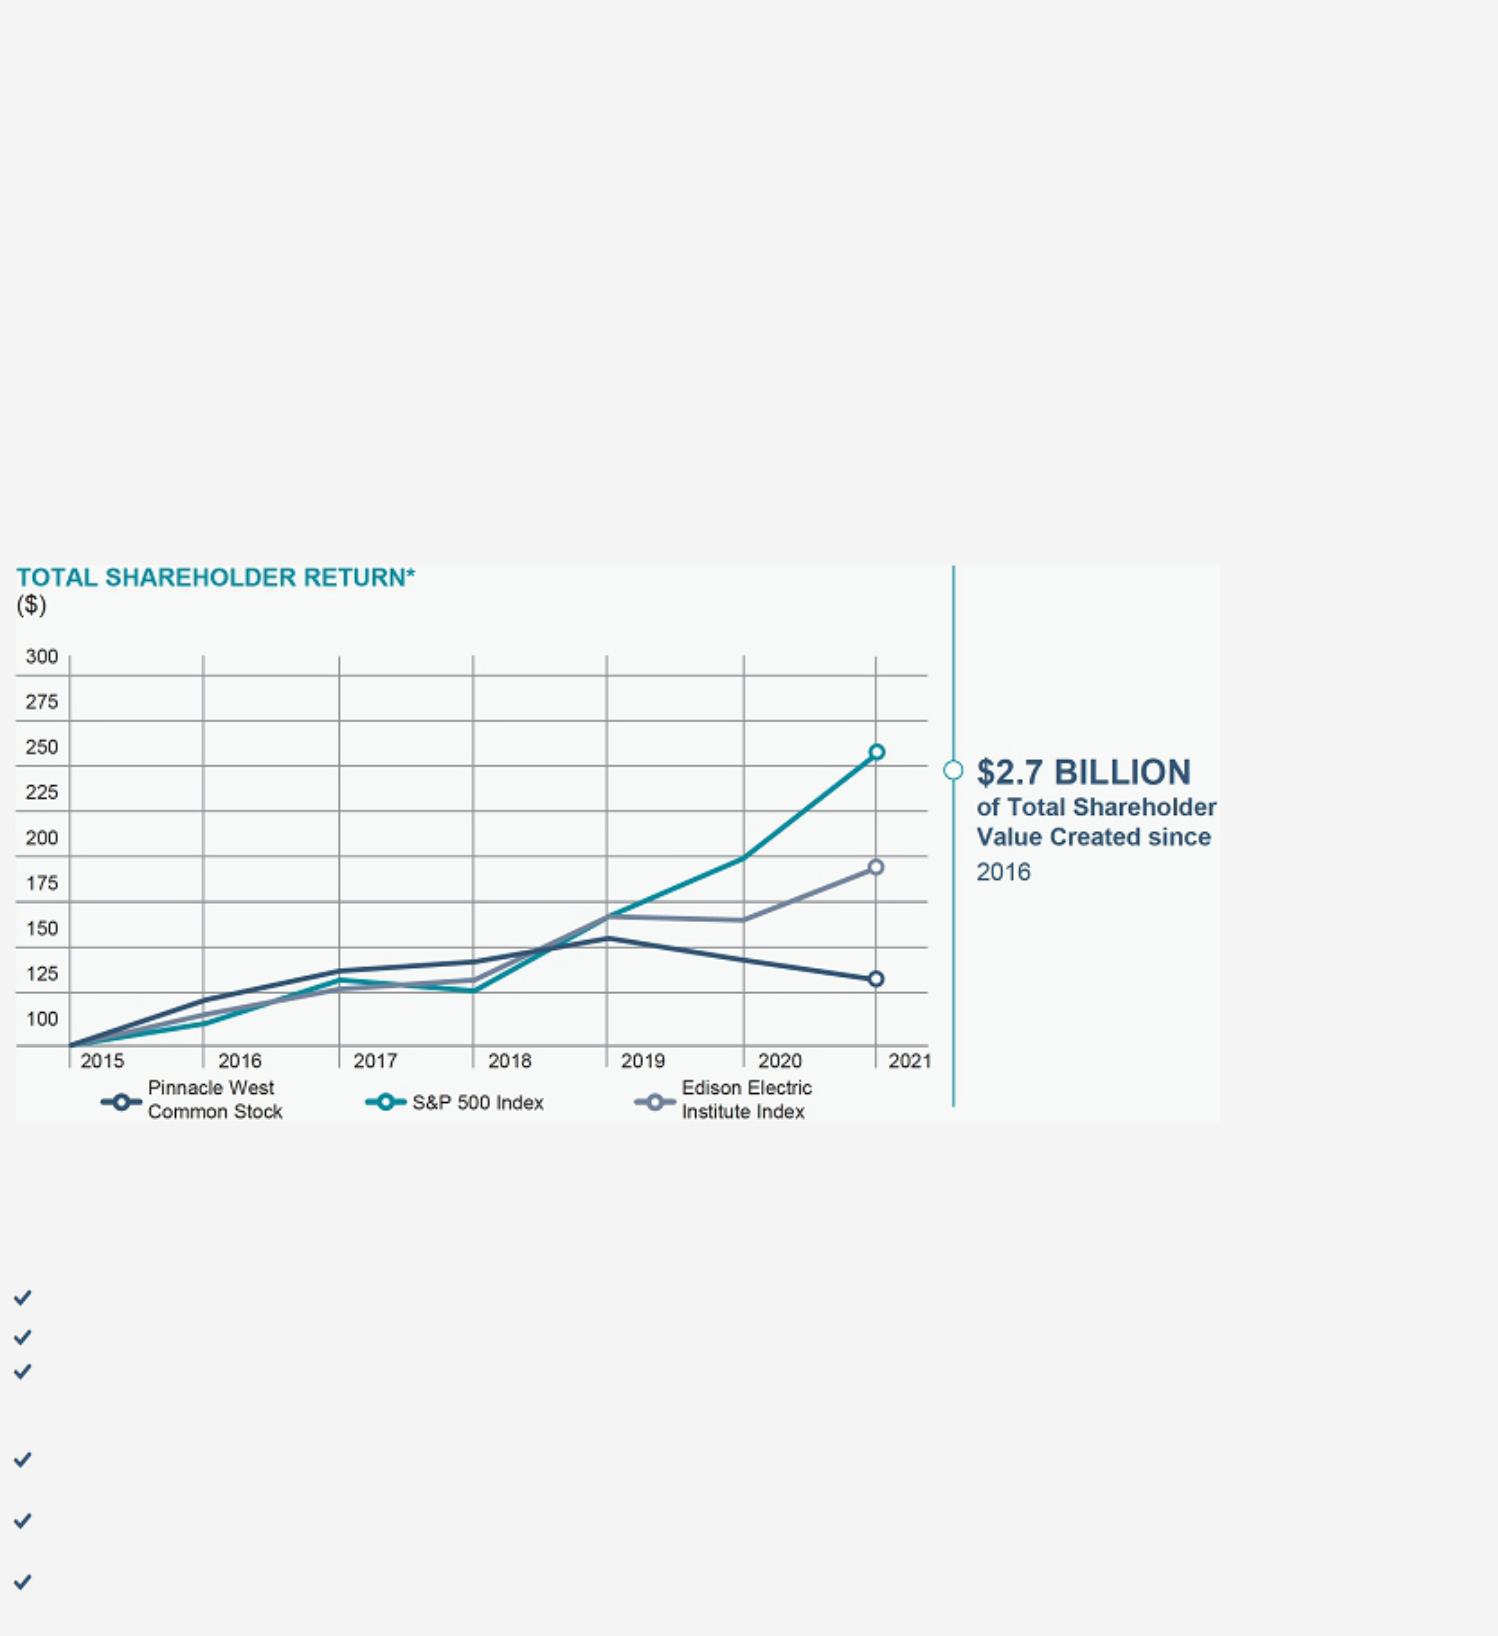 TOTAL SHAREHOLDER RETURN*
($)
300
275
250
225
200
175
150
125
100
2015 2016 2017 2018 2019 2020 2021
Pinnacle West
Common Stock
S&P 500 Index
Edison Electric
Institute Index
$2.7 BILLION
of Total Shareholder
Value Created since
2016